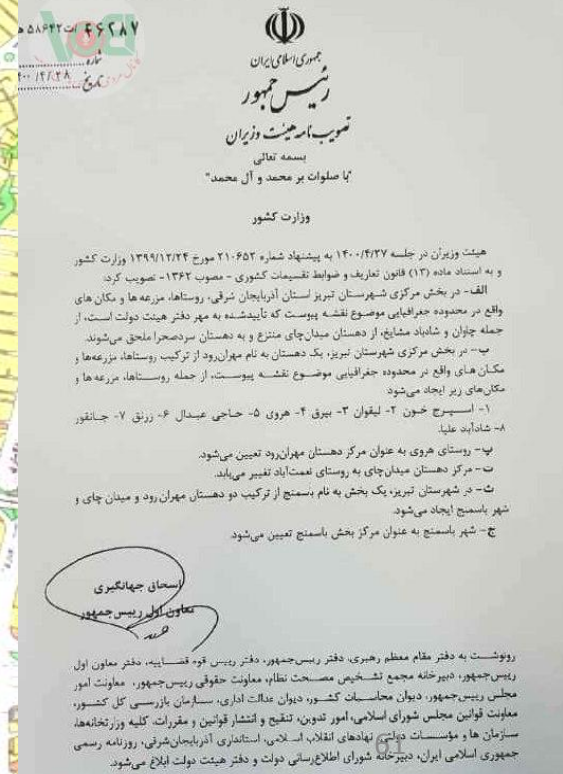 ۴۶۲۸۷/ت۵۸۶۴۲ه
شماره
تاریخ ۱۴۰۰/۴/۲۸
جمهوری اسلامی ایران
رئیس جمهور
تصویب نامه هیئت وزیران
بسمه تعالی
"با صلوات بر محمد و آل محمد"
وزارت کشور
هیئت وزیران در جلسه ۱۴۰۰/۴/۲۷ به پیشنهاد شماره ۲۱۰۶۵۲ مورخ ۱۳۹۹/۱۲/۲۴ وزارت کشور
و به استناد ماده (۱۳) قانون تعاریف و ضوابط تقسیمات کشوری - مصوب ۱۳۶۲- تصویب کرد:
الف- در بخش مرکزی شهرستان تبریز استان آذربایجان شرقی، روستاها، مزرعه ها و مکان های
واقع در محدوده جغرافیایی موضوع نقشه پیوست که تأییدشده به مهر دفتر هیئت دولت است، از
جمله چاوان و شادباد مشایخ، از دهستان میدان‌چای منتزع و به دهستان سردصحرا ملحق می‌شوند.
ب- در بخش مرکزی شهرستان تبریز، یک دهستان به نام مهران‌رود از ترکیب روستاها، مزرعه‌ها و
مکان های واقع در محدوده جغرافیایی موضوع نقشه پیوست، از جمله روستاها، مزرعه‌ها و
مکان‌های زیر ایجاد می‌شود:
۱- اسپرج خون ۲- لیقوان ۳- بیرق ۴- هروی ۵- حاجی عبدال ۶- زرنق ۷- جانقور
۸- شادآبد علیا.
پ- روستای هروی به عنوان مرکز دهستان مهران‌رود تعیین می‌شود.
ت- مرکز دهستان میدان‌چای به روستای نعمت‌آباد تغییر می‌یابد.
ث- در شهرستان تبریز، یک بخش به نام باسمنج از ترکیب دو دهستان مهران رود و میدان چای و
شهر باسمنج ایجاد می‌شود.
ج- شهر باسمنج به عنوان مرکز بخش باسمنج تعیین می‌شود.
اسحاق جهانگیری
معاون اول رییس‌جمهور
رونوشت به دفتر مقام معظم رهبری، دفتر رییس‌جمهور، دفتر رییس قوه قضاییه، دفتر معاون اول
رییس‌جمهور، دبیرخانه مجمع تشخیص مصلحت نظام، معاونت حقوقی رییس‌جمهور، معاونت امور
مجلس رییس‌جمهور، دیوان محاسبات کشور، دیوان عدالت اداری، سازمان بازرسی کل کشور،
معاونت قوانین مجلس شورای اسلامی، امور تدوین، تنقیح و انتشار قوانین و مقررات، کلیه وزارتخانه‌ها،
سازمان ها و مؤسسات دولتی، نهادهای انقلاب اسلامی، استانداری آذربایجان‌شرقی، روزنامه رسمی
جمهوری اسلامی ایران، دبیرخانه شورای اطلاع‌رسانی دولت و دفتر هیئت دولت ابلاغ می‌شود.
61